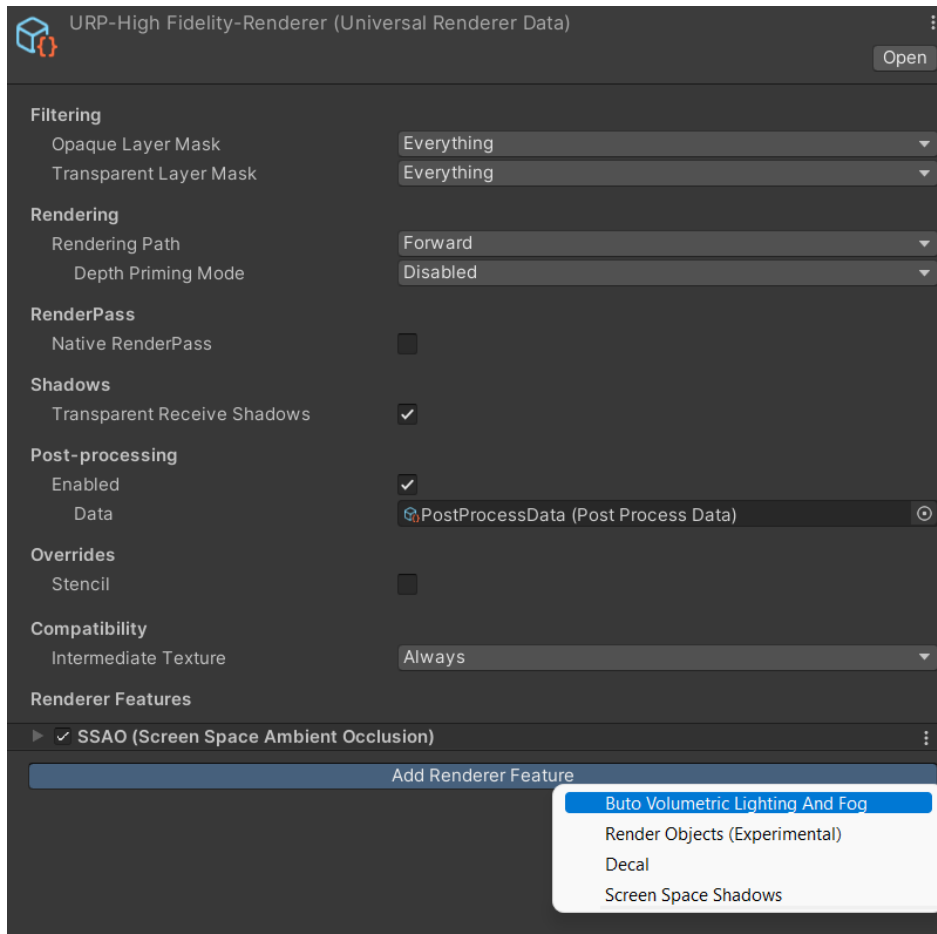 URP-High Fidelity-Renderer (Universal Renderer Data)
Open
Filtering
Opaque Layer Mask Everything
Transparent Layer Mask Everything
Rendering
Rendering Path Forward
Depth Priming Mode Disabled
RenderPass
Native RenderPass
Shadows
Transparent Receive Shadows
Post-processing
Enabled
Data PostProcessData (Post Process Data)
Overrides
Stencil
Compatibility
Intermediate Texture Always
Renderer Features
SSAO (Screen Space Ambient Occlusion)
Add Renderer Feature
Buto Volumetric Lighting And Fog
Render Objects (Experimental)
Decal
Screen Space Shadows